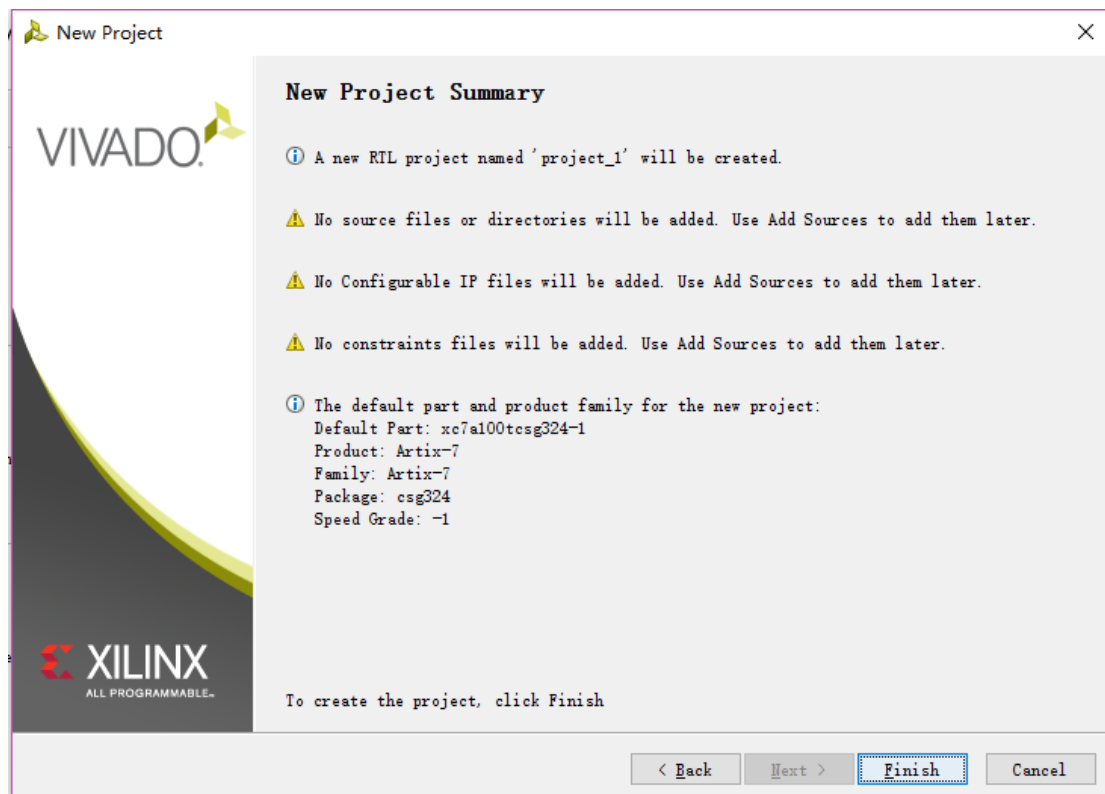 New Project
VIVADO.
New Project Summary
A new RTL project named 'project_1' will be created.
No source files or directories will be added. Use Add Sources to add them later.
No Configurable IP files will be added. Use Add Sources to add them later.
No constraints files will be added. Use Add Sources to add them later.
The default part and product family for the new project:
Default Part: xc7a100tcsg324-1
Product: Artix-7
Family: Artix-7
Package: csg324
Speed Grade: -1
XILINX
ALL PROGRAMMABLE™
To create the project, click Finish
< Back
Next >
Finish
Cancel